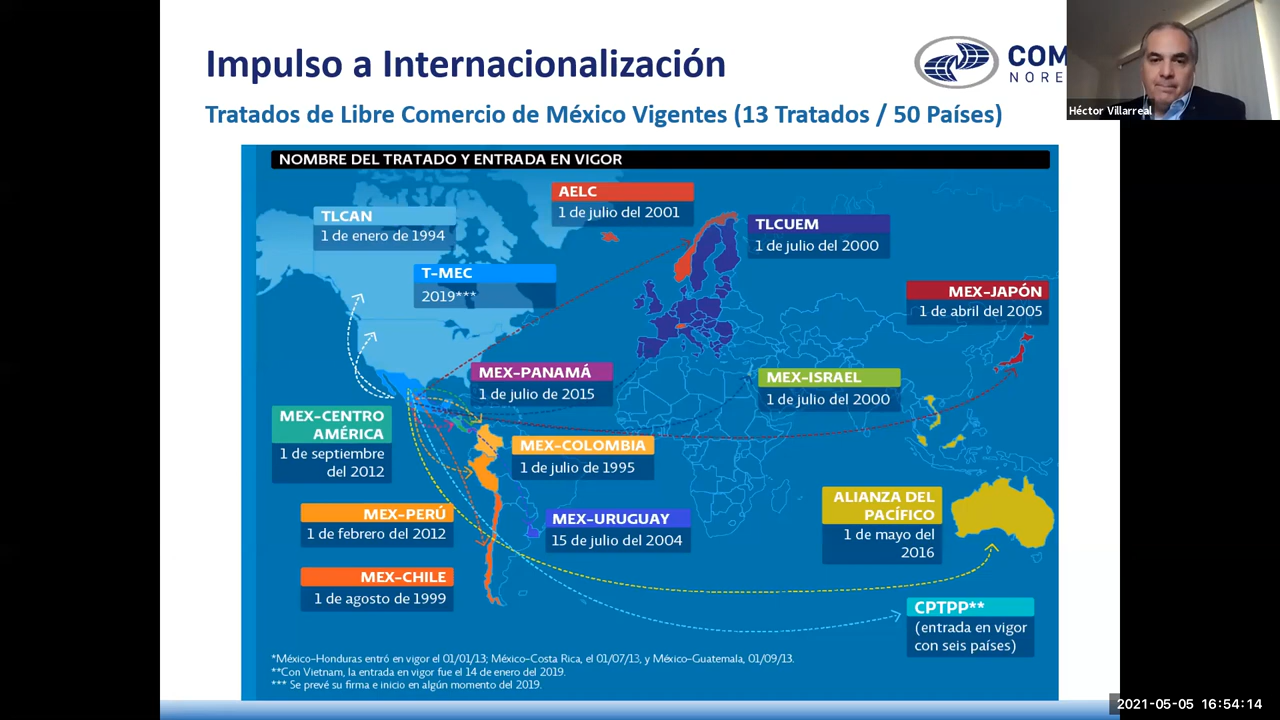 Impulso a Internacionalización
COM
NORE
Héctor Villarreal
Tratados de Libre Comercio de México Vigentes (13 Tratados / 50 Países)
NOMBRE DEL TRATADO Y ENTRADA EN VIGOR
AELC
1 de julio del 2001
TLCAN
1 de enero de 1994
TLCUEM
1 de julio del 2000
T-MEC
2019***
MEX-JAPÓN
1 de abril del 2005
MEX-PANAMÁ
1 de julio de 2015
MEX-ISRAEL
1 de julio del 2000
MEX-CENTRO
AMÉRICA
1 de septiembre
del 2012
MEX-COLOMBIA
1 de julio de 1995
MEX-PERÚ
1 de febrero del 2012
MEX-URUGUAY
15 de julio del 2004
ALIANZA DEL
PACÍFICO
1 de mayo del
2016
MEX-CHILE
1 de agosto de 1999
CPTPP**
(entrada en vigor
con seis países)
*México-Honduras entró en vigor el 01/01/13; México-Costa Rica, el 01/07/13, y México-Guatemala, 01/09/13.
**Con Vietnam, la entrada en vigor fue el 14 de enero del 2019.
*** Se prevé su firma e inicio en algún momento del 2019.
2021-05-05 16:54:14